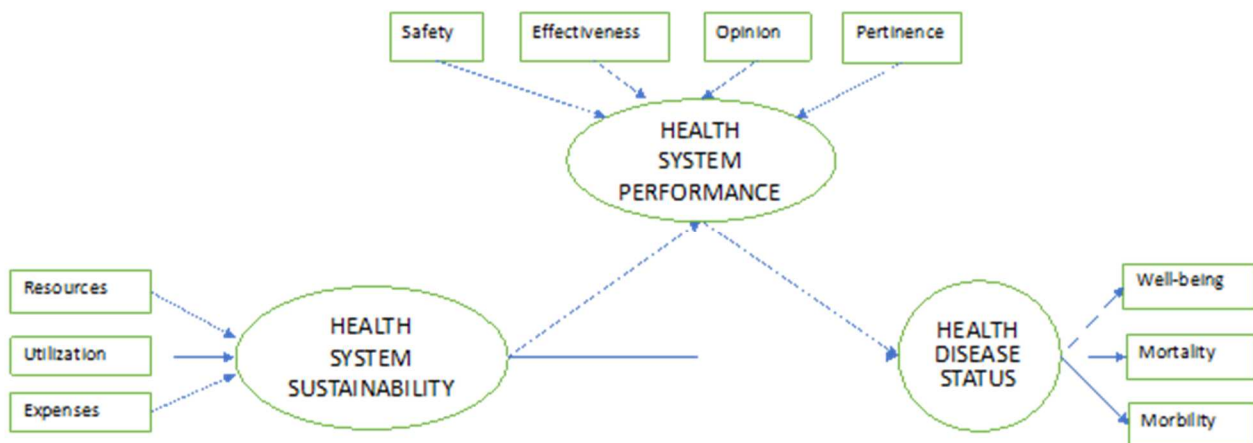 Safety
Effectiveness
Opinion
Pertinence
HEALTH
SYSTEM
PERFORMANCE
Resources
Utilization
Expenses
HEALTH
SYSTEM
SUSTAINABILITY
HEALTH
DISEASE
STATUS
Well-being
Mortality
Morbility